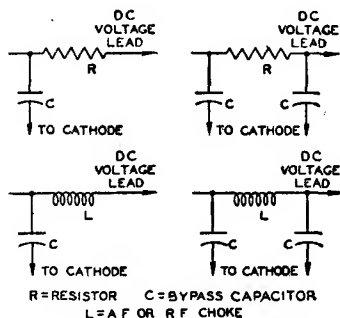 DC
VOLTAGE
LEAD
R
C
TO CATHODE
DC
VOLTAGE
LEAD
R
C
C
TO CATHODE
DC
VOLTAGE
LEAD
L
C
TO CATHODE
DC
VOLTAGE
LEAD
L
C
C
TO CATHODE
R=RESISTOR C=BYPASS CAPACITOR
L=A F OR R F CHOKE